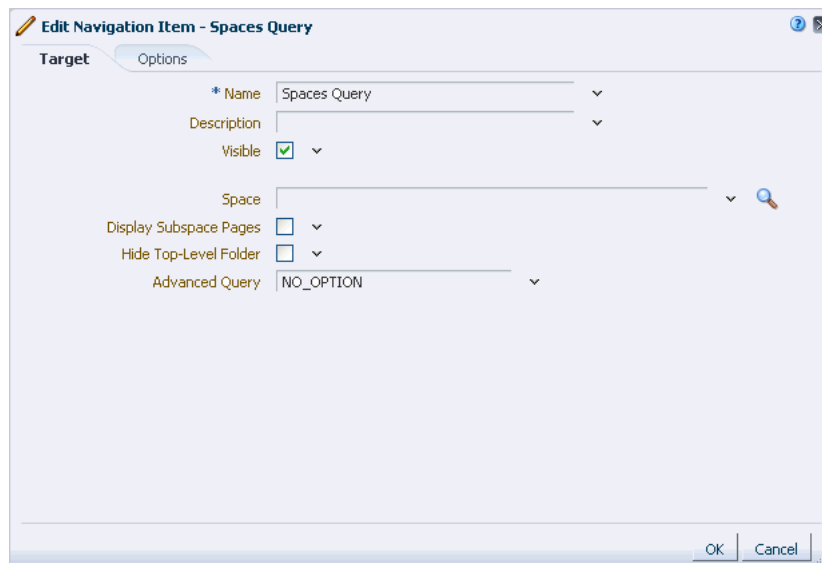 Edit Navigation Item - Spaces Query
Target Options
* Name Spaces Query
Description
Visible
Space
Display Subspace Pages
Hide Top-Level Folder
Advanced Query NO_OPTION
OK Cancel